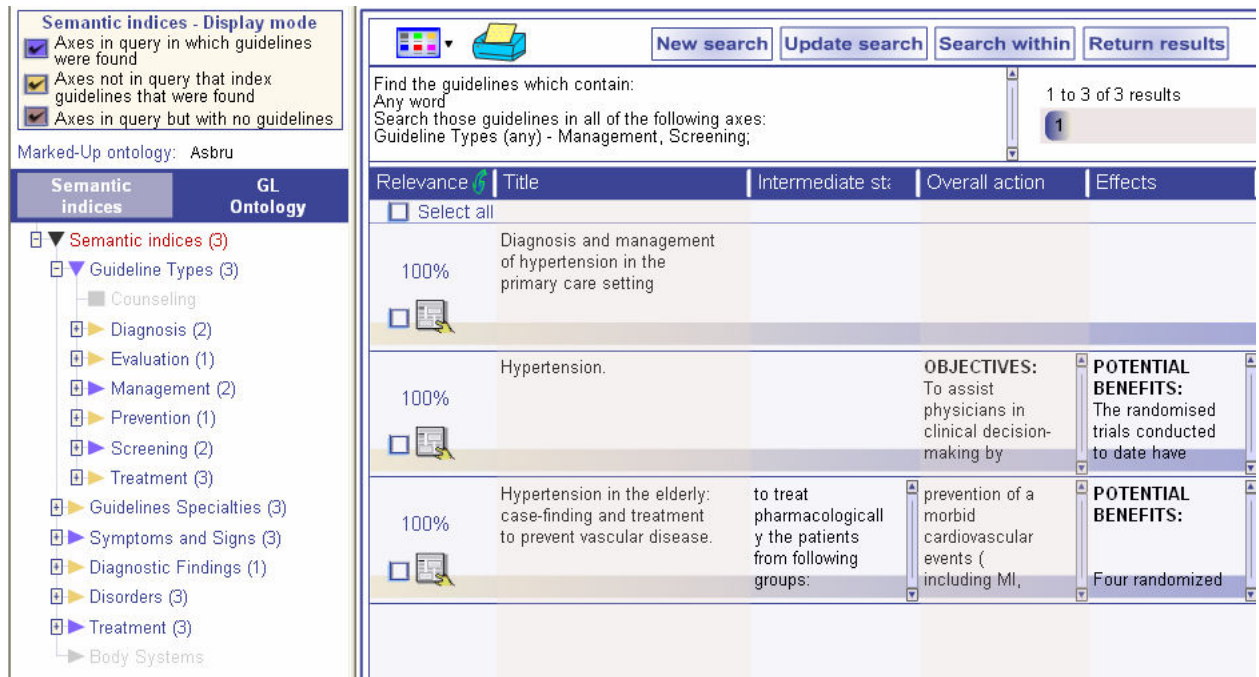 Semantic indices - Display mode
Axes in query in which guidelines
were found
Axes not in query that index
guidelines that were found
Axes in query but with no guidelines
Marked-Up ontology: Asbru
Semantic
indices
GL
Ontology
Semantic indices (3)
Guideline Types (3)
Counseling
Diagnosis (2)
Evaluation (1)
Management (2)
Prevention (1)
Screening (2)
Treatment (3)
Guidelines Specialties (3)
Symptoms and Signs (3)
Diagnostic Findings (1)
Disorders (3)
Treatment (3)
Body Systems
New search
Update search
Search within
Return results
Find the guidelines which contain:
Any word
Search those guidelines in all of the following axes:
Guideline Types (any) - Management, Screening;
1 to 3 of 3 results
1
Relevance
Title
Intermediate sta
Overall action
Effects
Select all
100%
Diagnosis and management
of hypertension in the
primary care setting
100%
Hypertension.
OBJECTIVES:
To assist
physicians in
clinical decision-
making by
POTENTIAL
BENEFITS:
The randomised
trials conducted
to date have
100%
Hypertension in the elderly:
case-finding and treatment
to prevent vascular disease.
to treat
pharmacologicall
y the patients
from following
groups:
prevention of a
morbid
cardiovascular
events (
including MI,
POTENTIAL
BENEFITS:
Four randomized